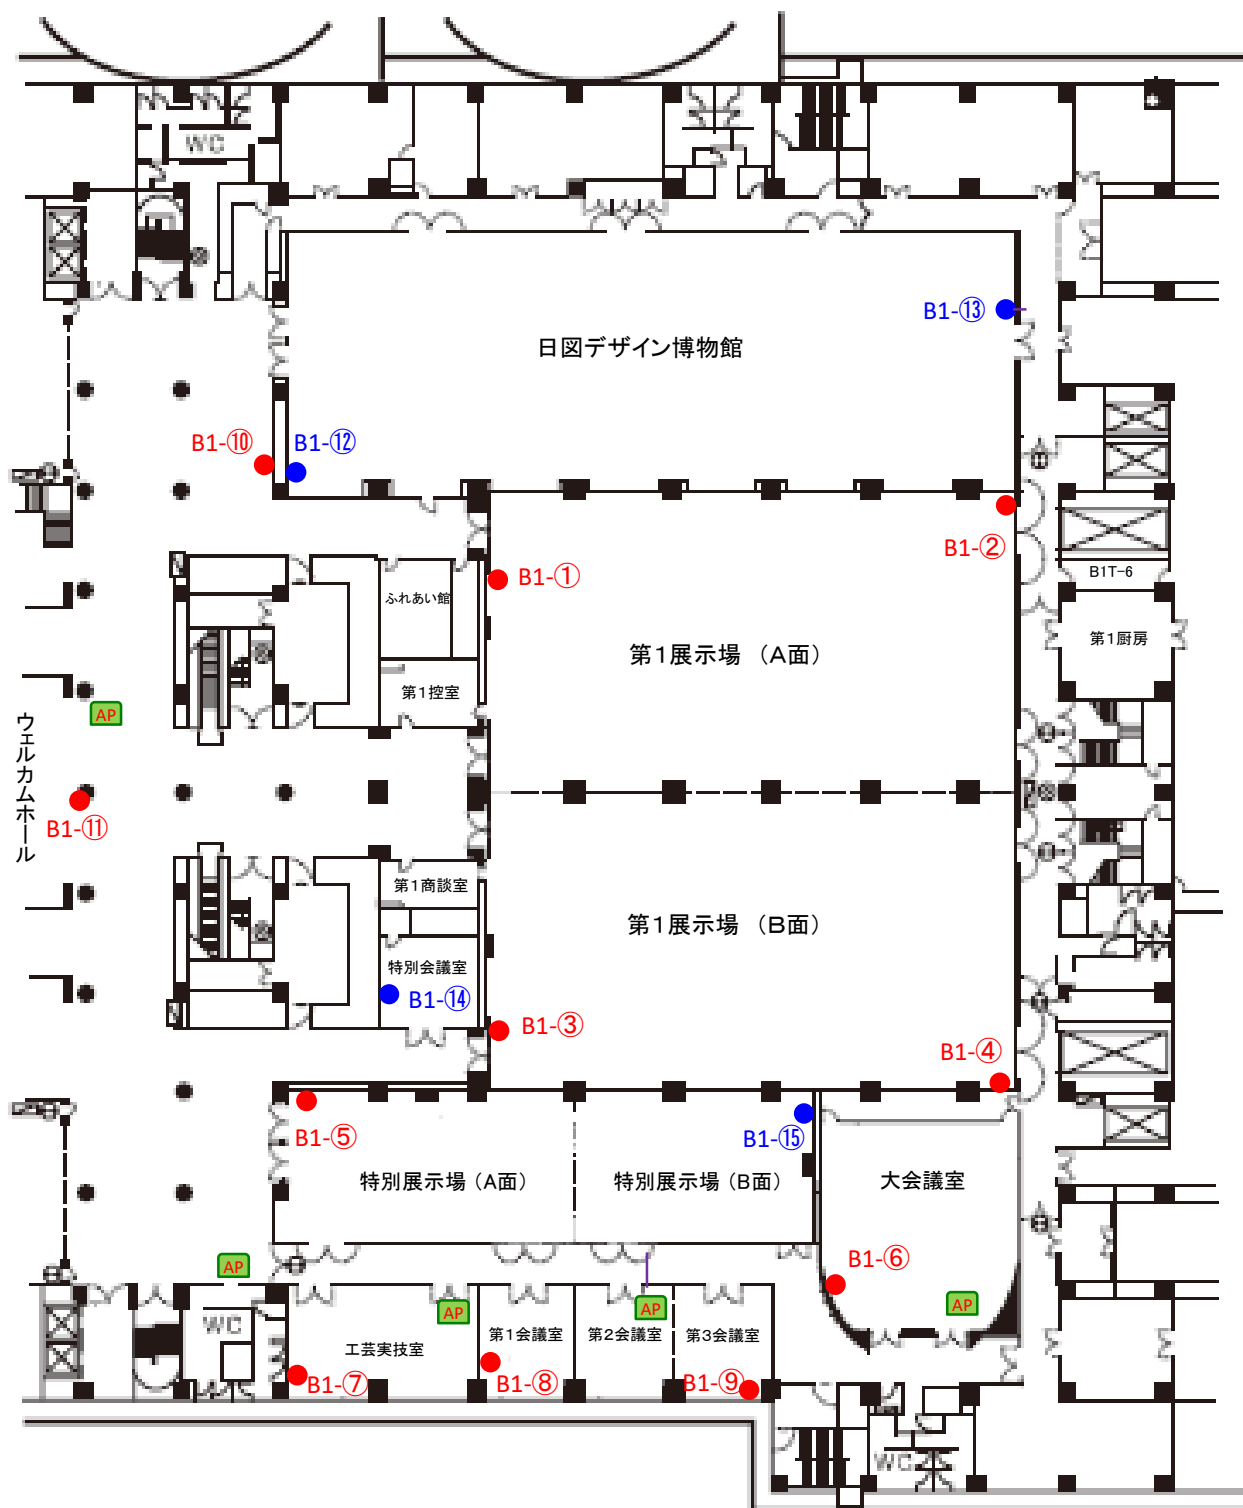 WC
B1-⑬
日図デザイン博物館
B1-⑩
B1-⑫
B1-②
B1-①
B1T-6
ふれあい館
第1展示場 (A面)
第1厨房
第1控室
AP
ウェルカムホール
B1-⑪
第1商談室
第1展示場 (B面)
特別会議室
B1-⑭
B1-③
B1-④
B1-⑤
B1-⑮
特別展示場 (A面)
特別展示場 (B面)
大会議室
AP
B1-⑥
AP
AP
AP
WC
工芸実技室
第1会議室
第2会議室
第3会議室
B1-⑦
B1-⑧
B1-⑨
WC